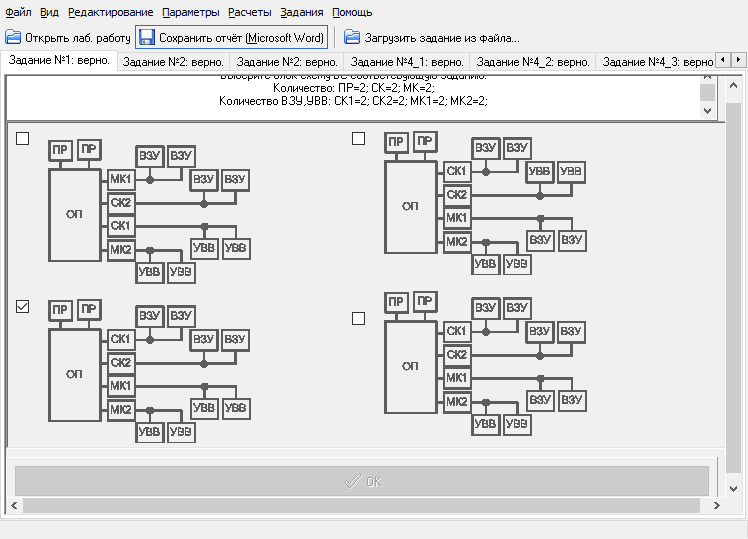 Файл Вид Редактирование Параметры Расчеты Задания Помощь
Открыть лаб. работу Сохранить отчёт (Microsoft Word) Загрузить задание из файла...
Задание №1: верно. Задание №2: верно. Задание №2: верно. Задание №4_1: верно. Задание №4_2: верно. Задание №4_3: верно
Выберите блок схему ВС соответсвующую заданию.
Количество: ПР=2; СК=2; МК=2;
Количество ВЗУ,УВВ: СК1=2; СК2=2; МК1=2; МК2=2;
ПР ПР ВЗУ ВЗУ
МК1 ВЗУ ВЗУ
СК2
ОП СК1
МК2 УВВ УВВ
УВВ УВВ
ПР ПР ВЗУ ВЗУ
СК1 УВВ УВВ
СК2
ОП МК1
МК2 ВЗУ ВЗУ
УВВ УВВ
ПР ПР ВЗУ ВЗУ
СК1 ВЗУ ВЗУ
СК2
ОП МК1
МК2 УВВ УВВ
УВВ УВВ
ПР ПР ВЗУ ВЗУ
СК1 ВЗУ ВЗУ
СК2
ОП МК1
МК2 ВЗУ ВЗУ
УВВ УВВ
OK